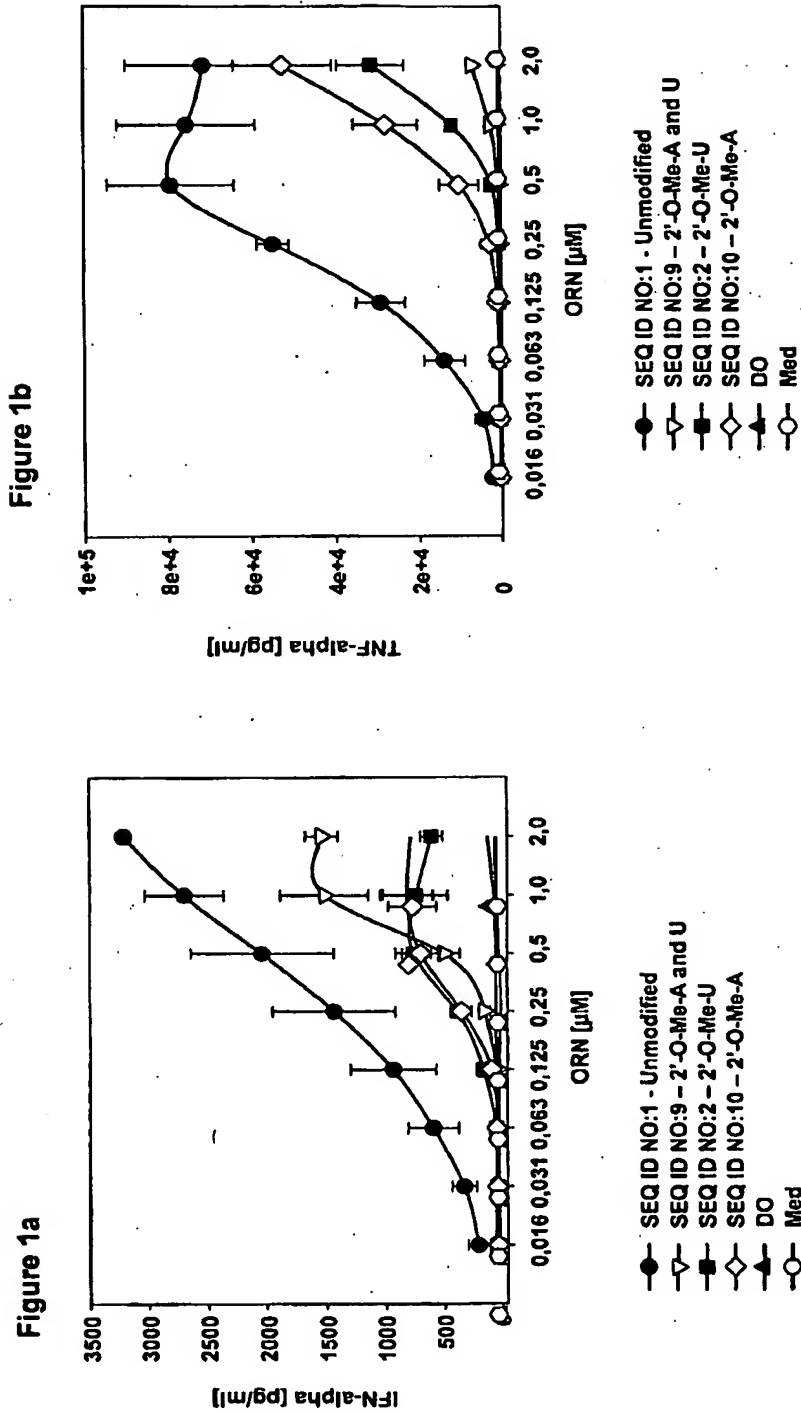 Figure 1a
3500
3000
2500
2000
1500
1000
500
IFN-alpha [pg/ml]
0,016 0,031 0,063 0,125 0,25 0,5 1,0 2,0
ORN [µM]
SEQ ID NO:1 - Unmodified
SEQ ID NO:9 – 2'-O-Me-A and U
SEQ ID NO:2 – 2'-O-Me-U
SEQ ID NO:10 – 2'-O-Me-A
DO
Med
Figure 1b
1e+5
8e+4
6e+4
4e+4
2e+4
0
TNF-alpha [pg/ml]
0,016 0,031 0,063 0,125 0,25 0,5 1,0 2,0
ORN [µM]
SEQ ID NO:1 - Unmodified
SEQ ID NO:9 – 2'-O-Me-A and U
SEQ ID NO:2 – 2'-O-Me-U
SEQ ID NO:10 – 2'-O-Me-A
DO
Med